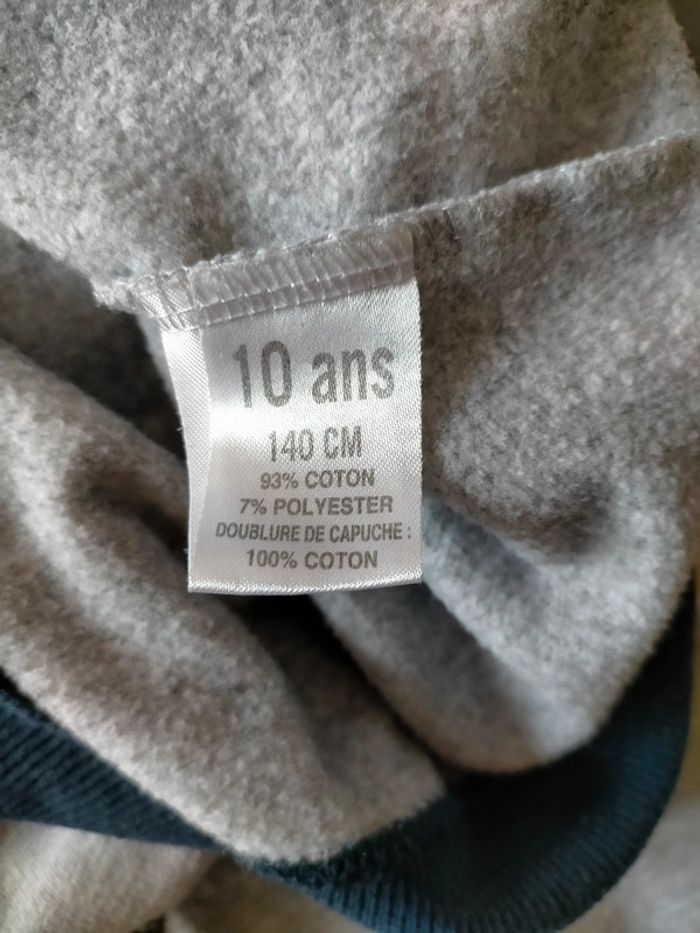 10 ans
140 CM
93% COTON
7% POLYESTER
DOUBLURE DE CAPUCHE :
100% COTON